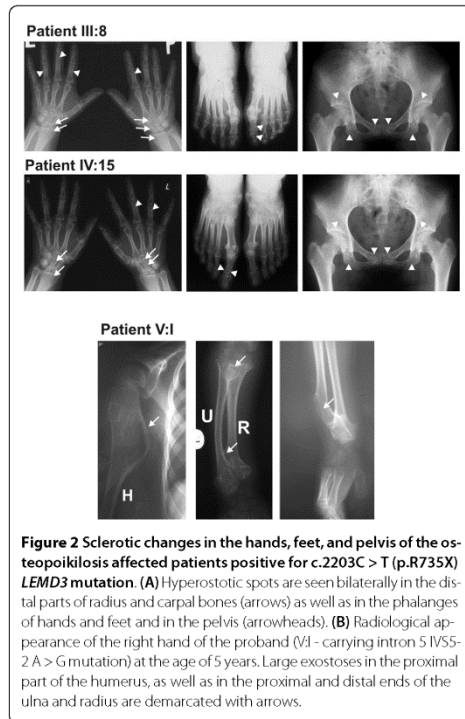 Patient III:8
Patient IV:15
L
Patient V:I
H
U
R
Figure 2 Sclerotic changes in the hands, feet, and pelvis of the os-
teopoikilosis affected patients positive for c.2203C > T (p.R735X)
LEMD3 mutation. (A) Hyperostotic spots are seen bilaterally in the dis-
tal parts of radius and carpal bones (arrows) as well as in the phalanges
of hands and feet and in the pelvis (arrowheads). (B) Radiological ap-
pearance of the right hand of the proband (V:I - carrying intron 5 IVS5-
2 A > G mutation) at the age of 5 years. Large exostoses in the proximal
part of the humerus, as well as in the proximal and distal ends of the
ulna and radius are demarcated with arrows.